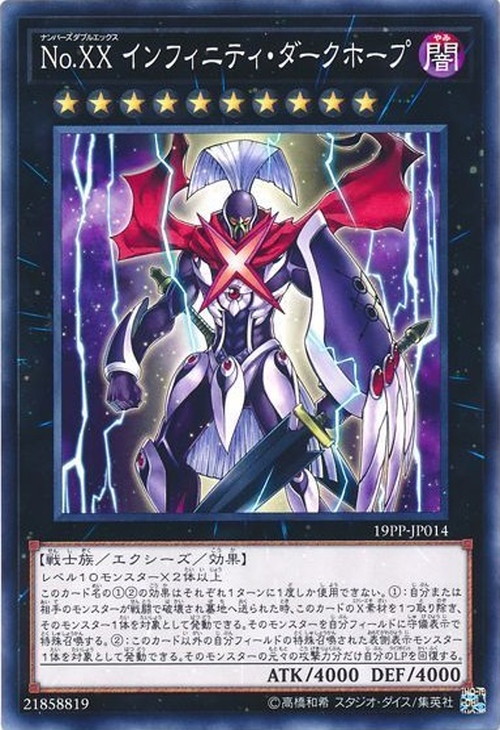 ナンバーズダブルエックス
No.XX インフィニティ・ダークホープ
やみ
闇
19PP-JP014
【戦士族/エクシーズ/効果】
レベル10モンスター×2体以上
このカード名の①②の効果はそれぞれ1ターンに1度しか使用できない。①:自分または
相手のモンスターが戦闘で破壊され墓地へ送られた時、このカードのX素材を1つ取り除き、
そのモンスター1体を対象として発動できる。そのモンスターを自分フィールドに守備表示で
特殊召喚する。②:このカード以外の自分フィールドの特殊召喚された表側表示モンスター
1体を対象として発動できる。そのモンスターの元々の攻撃力分だけ自分のLPを回復する。
ATK/4000 DEF/4000
21858819
©高橋和希 スタジオ・ダイス/集英社